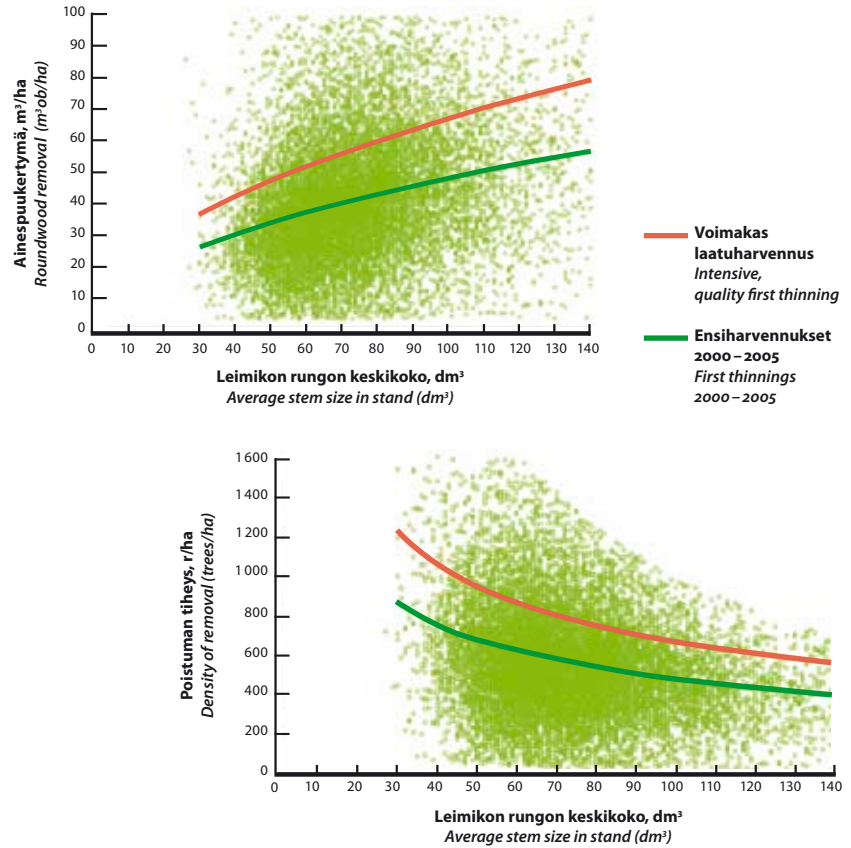 Ainespuukertymä, m³/ha
Roundwood removal (m³ob/ha)
100
90
80
70
60
50
40
30
20
10
0
0 10 20 30 40 50 60 70 80 90 100 110 120 130 140
Leimikon rungon keskikoko, dm³
Average stem size in stand (dm³)
Voimakas
laatuharvennus
Intensive,
quality first thinning
Ensiharvennukset
2000–2005
First thinnings
2000–2005
Poistuman tiheys, r/ha
Density of removal (trees/ha)
1 600
1 400
1 200
1 000
800
600
400
200
0
0 10 20 30 40 50 60 70 80 90 100 110 120 130 140
Leimikon rungon keskikoko, dm³
Average stem size in stand (dm³)